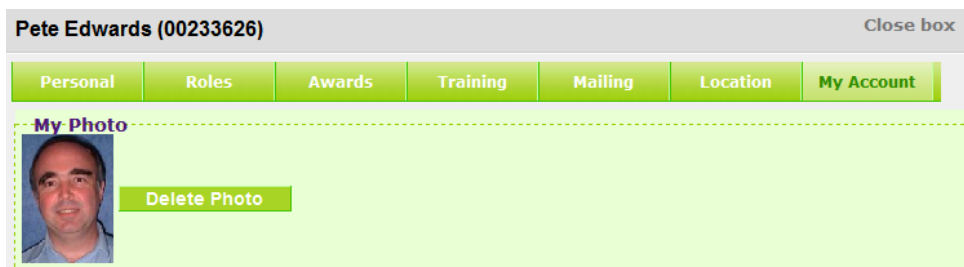 Pete Edwards (00233626)
Close box
Personal Roles Awards Training Mailing Location My Account
My Photo
Delete Photo